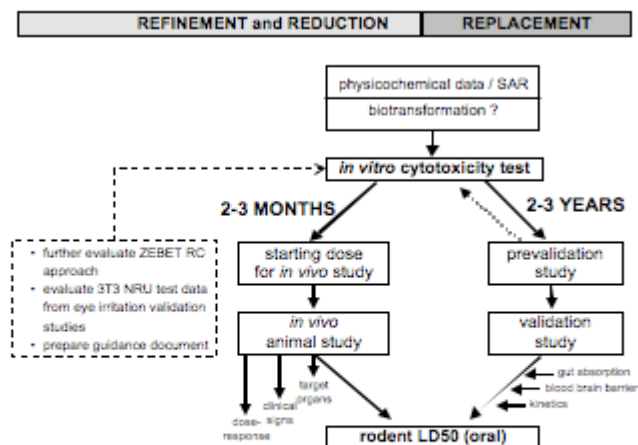 REFINEMENT and REDUCTION
REPLACEMENT
physicochemical data / SAR
biotransformation ?
in vitro cytotoxicity test
2-3 MONTHS
2-3 YEARS
• further evaluate ZEBET RC
approach
• evaluate 3T3 NRU test data
from eye irritation validation
studies
• prepare guidance document
starting dose
for in vivo study
prevalidation
study
in vivo
animal study
validation
study
target
organs
clinical
signs
dose-
response
gut absorption
blood brain barrier
kinetics
rodent LD50 (oral)